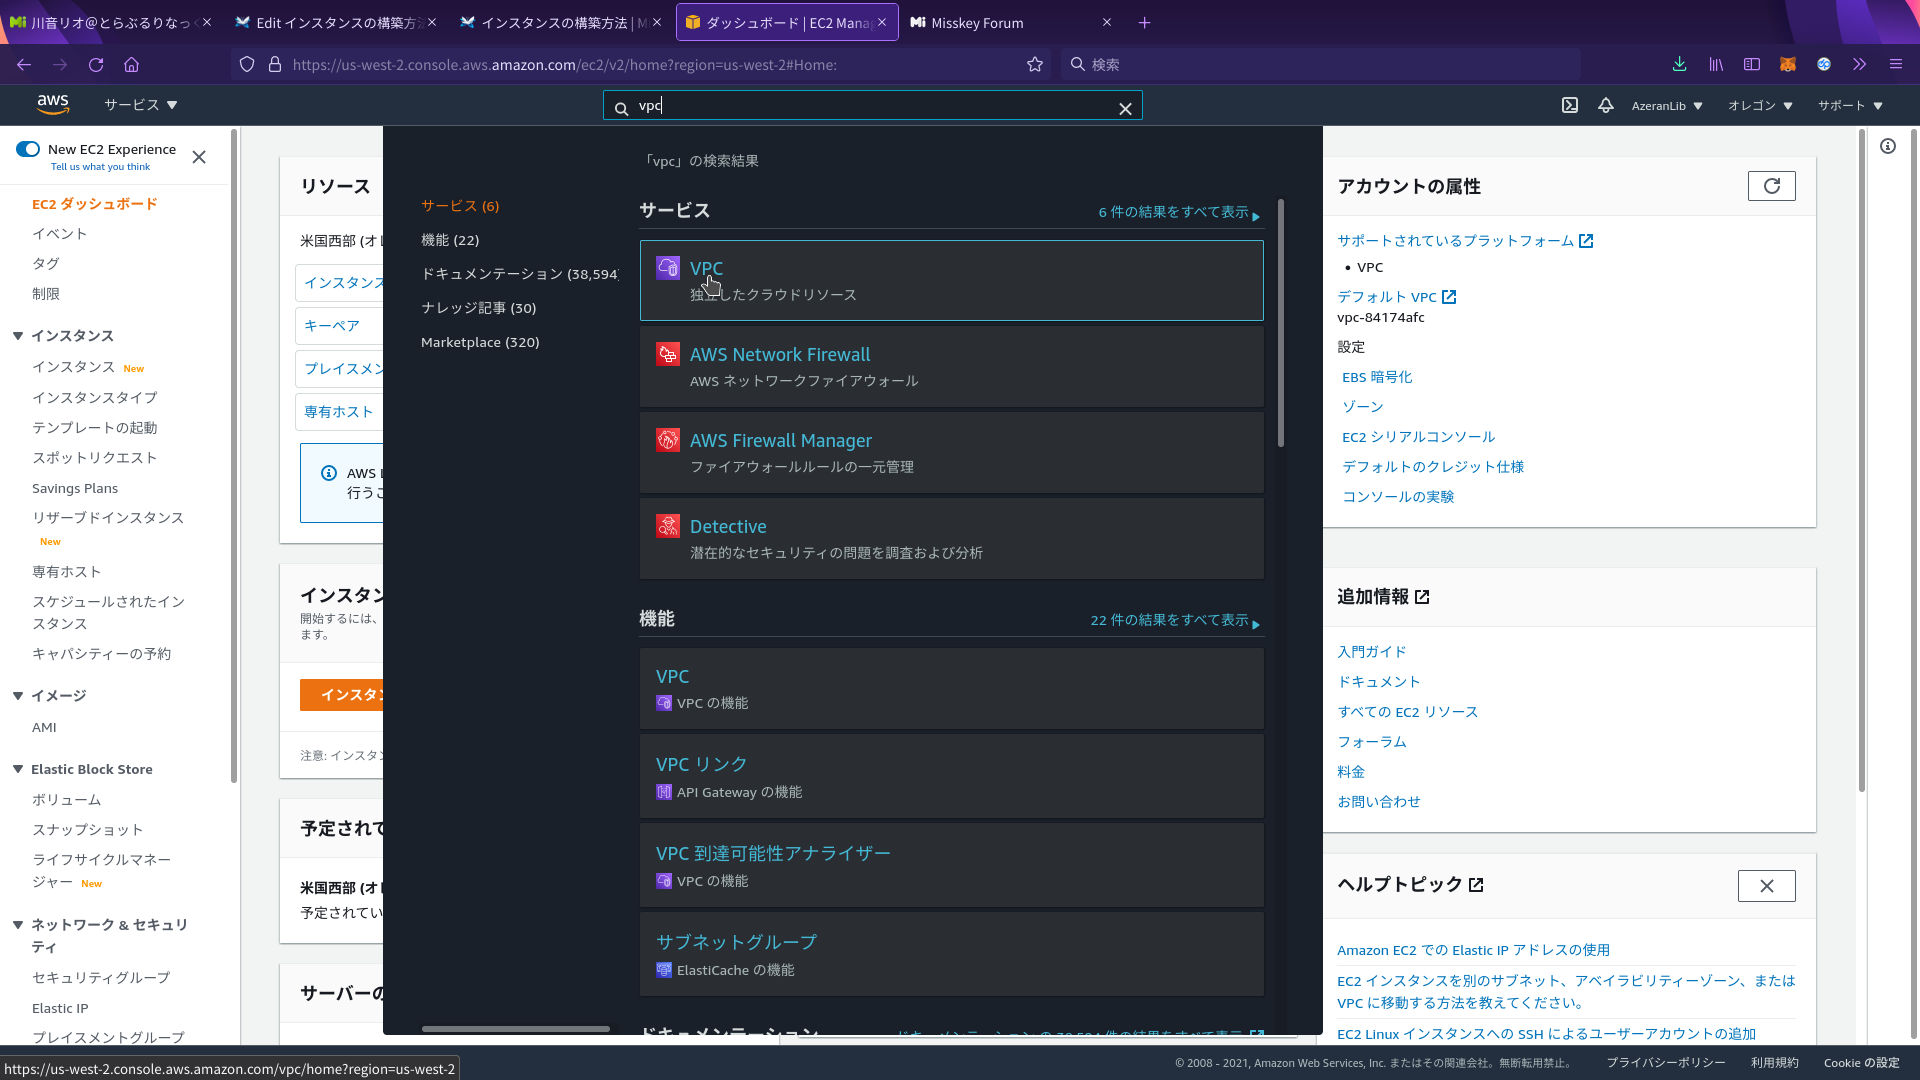 川音リオ@とらぶるりなっ
Edit インスタンスの構築方法
インスタンスの構築方法 | M
ダッシュボード | EC2 Mana
Misskey Forum
https://us-west-2.console.aws.amazon.com/ec2/v2/home?region=us-west-2#Home:
検索
aws
サービス
vpc
AzeranLib
オレゴン
サポート
New EC2 Experience
Tell us what you think
EC2 ダッシュボード
イベント
タグ
制限
インスタンス
インスタンス New
インスタンスタイプ
テンプレートの起動
スポットリクエスト
Savings Plans
リザーブドインスタンス
New
専有ホスト
スケジュールされたイン
スタンス
キャパシティーの予約
イメージ
AMI
Elastic Block Store
ボリューム
スナップショット
ライフサイクルマネー
ジャー New
ネットワーク & セキュリ
ティ
セキュリティグループ
Elastic IP
プレイスメントグループ
リソース
米国西部 (オレ
インスタンス
キーペア
プレイスメン
専有ホスト
AWS L
行うこ
インスタン
開始するには、
ます。
インスタン
注意: インスタン
予定されて
米国西部 (オレ
予定されてい
サーバーの
「vpc」の検索結果
サービス (6)
機能 (22)
ドキュメンテーション (38,594)
ナレッジ記事 (30)
Marketplace (320)
サービス
6 件の結果をすべて表示
VPC
独立したクラウドリソース
AWS Network Firewall
AWS ネットワークファイアウォール
AWS Firewall Manager
ファイアウォールルールの一元管理
Detective
潜在的なセキュリティの問題を調査および分析
機能
22 件の結果をすべて表示
VPC
VPC の機能
VPC リンク
API Gateway の機能
VPC 到達可能性アナライザー
VPC の機能
サブネットグループ
ElastiCache の機能
ドキュメンテーション
ドキュメンテーション の 38,594 件の結果をすべて表示
アカウントの属性
サポートされているプラットフォーム
• VPC
デフォルト VPC
vpc-84174afc
設定
EBS 暗号化
ゾーン
EC2 シリアルコンソール
デフォルトのクレジット仕様
コンソールの実験
追加情報
入門ガイド
ドキュメント
すべての EC2 リソース
フォーラム
料金
お問い合わせ
ヘルプトピック
Amazon EC2 での Elastic IP アドレスの使用
EC2 インスタンスを別のサブネット、アベイラビリティーゾーン、または
VPC に移動する方法を教えてください。
EC2 Linux インスタンスへの SSH によるユーザーアカウントの追加
https://us-west-2.console.aws.amazon.com/vpc/home?region=us-west-2
© 2008 - 2021, Amazon Web Services, Inc. またはその関連会社。無断転用禁止。
プライバシーポリシー
利用規約
Cookie の設定